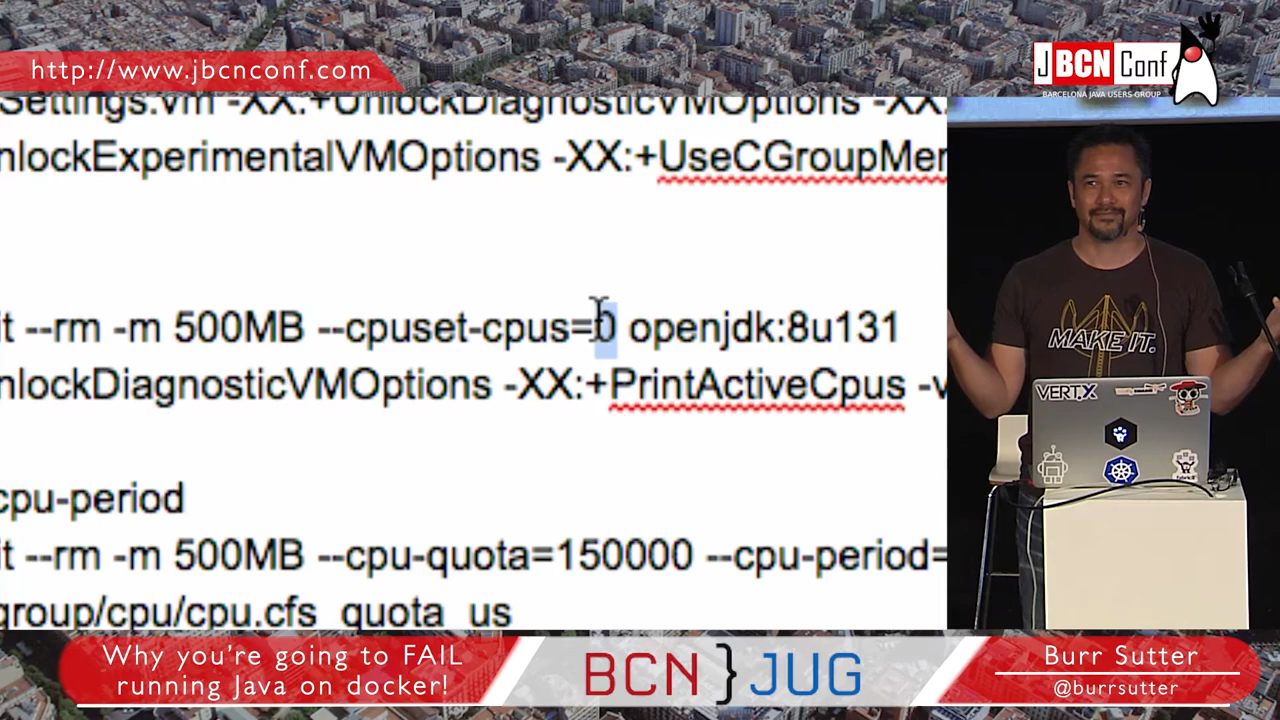 http://www.jbcnconf.com
JBCN Conf
BARCELONA JAVA USERS GROUP
Settings:vm -XX:+UnlockDiagnosticVMOptions -XX:
nlockExperimentalVMOptions -XX:+UseCGroupMem
it --rm -m 500MB --cpuset-cpus=0 openjdk:8u131
nlockDiagnosticVMOptions -XX:+PrintActiveCpus -v
cpu-period
it --rm -m 500MB --cpu-quota=150000 --cpu-period=
group/cpu/cpu.cfs_quota_us
MAKE IT.
VERT.X
Why you're going to FAIL
running Java on docker!
BCN } JUG
Burr Sutter
@burrsutter